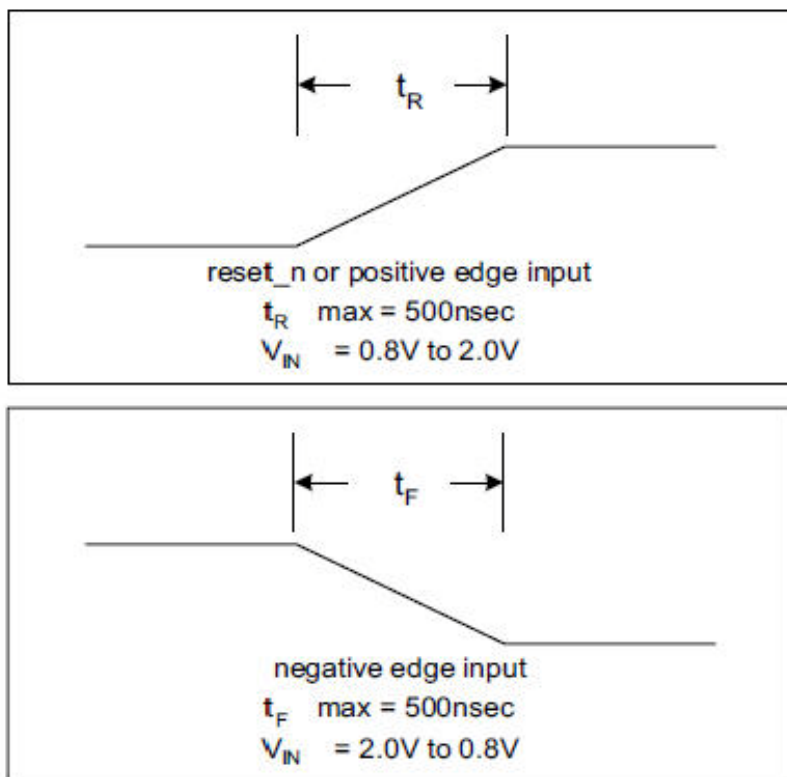 tR
reset_n or positive edge input
tR max = 500nsec
VIN = 0.8V to 2.0V
tF
negative edge input
tF max = 500nsec
VIN = 2.0V to 0.8V